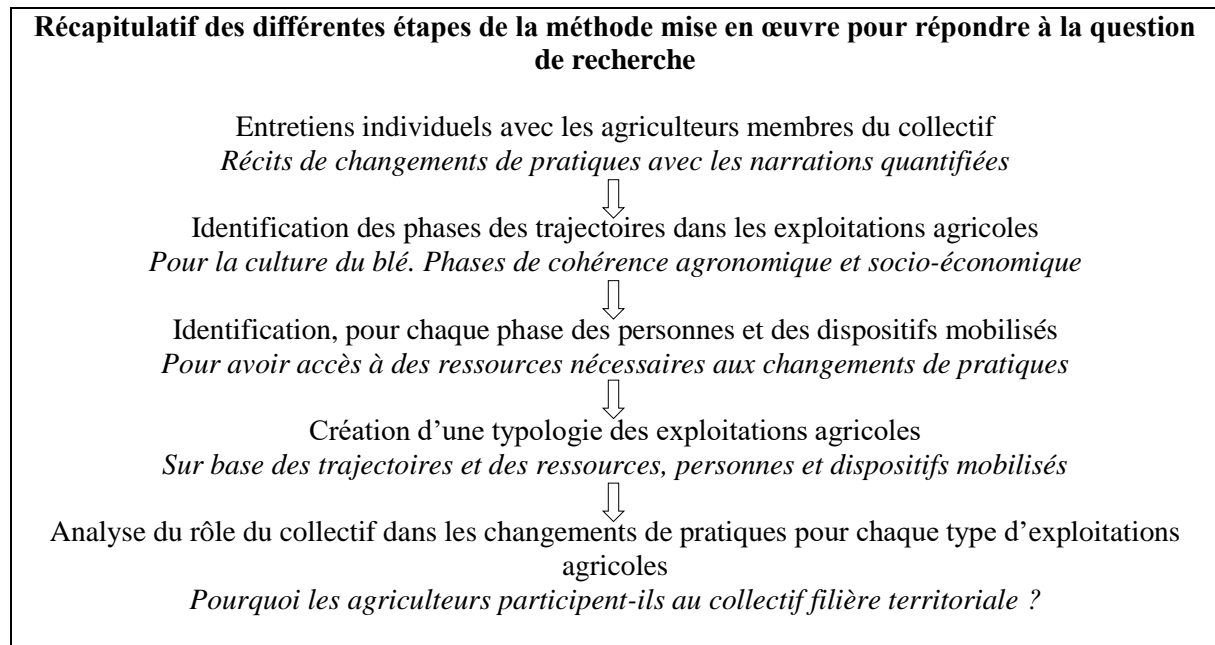 Récapitulatif des différentes étapes de la méthode mise en œuvre pour répondre à la question
de recherche
Entretiens individuels avec les agriculteurs membres du collectif
Récits de changements de pratiques avec les narrations quantifiées
Identification des phases des trajectoires dans les exploitations agricoles
Pour la culture du blé. Phases de cohérence agronomique et socio-économique
Identification, pour chaque phase des personnes et des dispositifs mobilisés
Pour avoir accès à des ressources nécessaires aux changements de pratiques
Création d’une typologie des exploitations agricoles
Sur base des trajectoires et des ressources, personnes et dispositifs mobilisés
Analyse du rôle du collectif dans les changements de pratiques pour chaque type d’exploitations
agricoles
Pourquoi les agriculteurs participent-ils au collectif filière territoriale ?